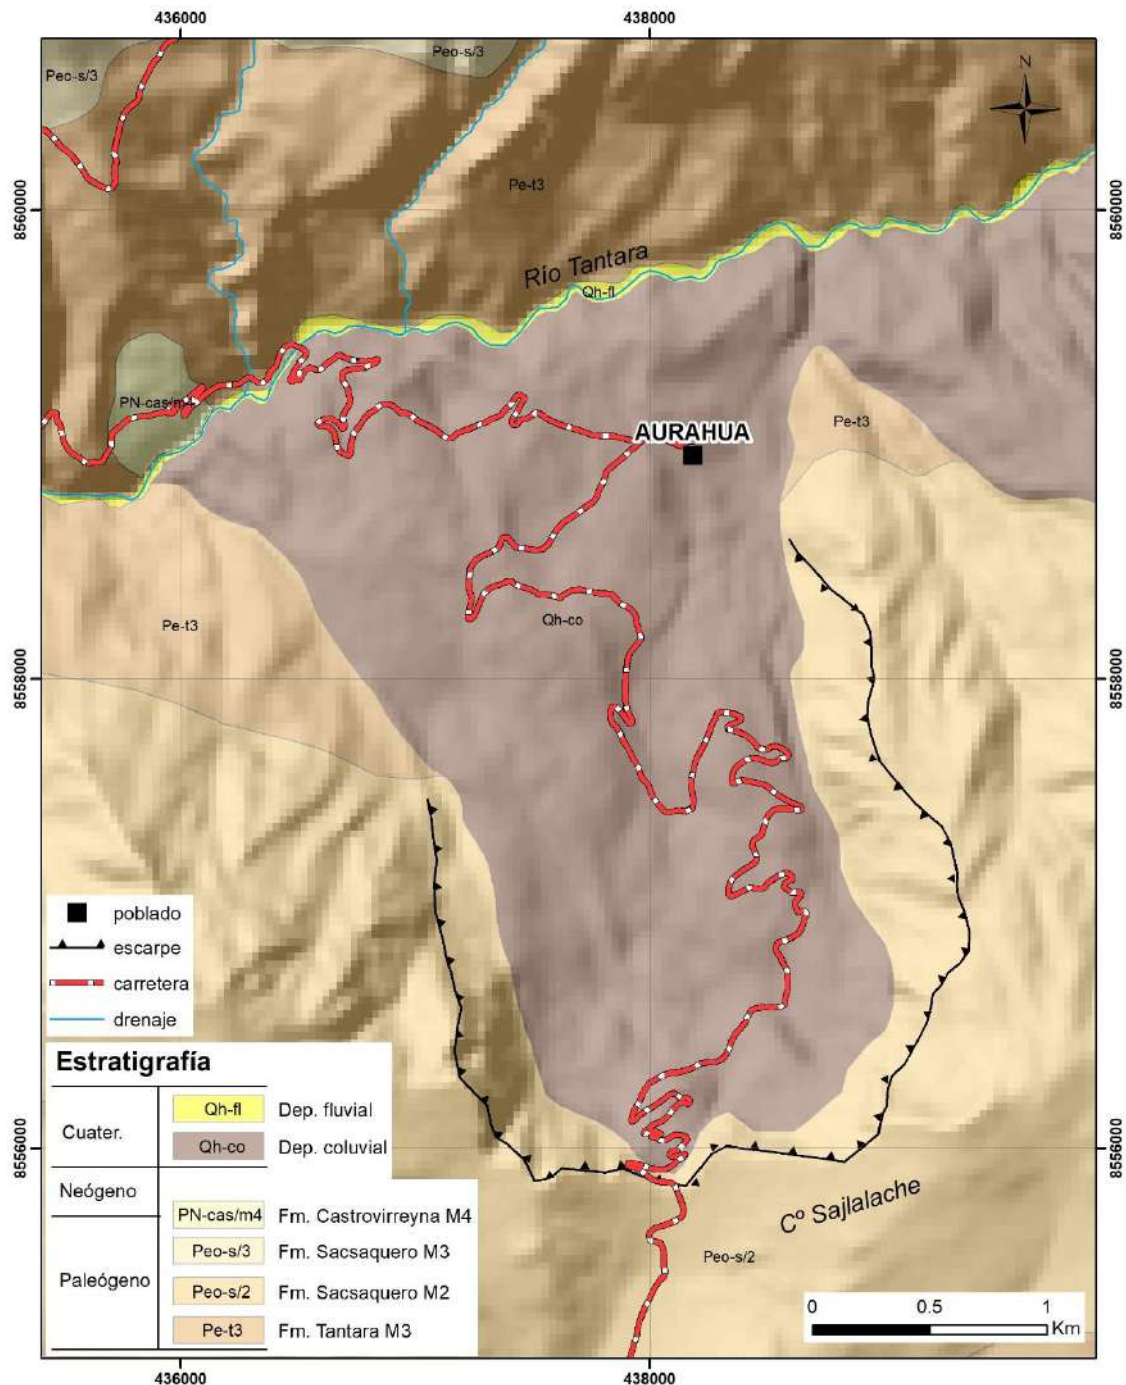 436000
438000
Peo-s/3
Peo-s/3
N
Pe-t3
8560000
8560000
Río Tantara
Qh-fl
PN-cas/m4
AURAHUA
Pe-t3
Qh-co
Pe-t3
8558000
8558000
poblado
escarpe
carretera
drenaje
Estratigrafía
Cuater.
Qh-fl Dep. fluvial
Qh-co Dep. coluvial
Neógeno
PN-cas/m4 Fm. Castrovirreyna M4
Peo-s/3 Fm. Sacsaquero M3
Paleógeno
Peo-s/2 Fm. Sacsaquero M2
Pe-t3 Fm. Tantara M3
8556000
8556000
Cº Sajlalache
Peo-s/2
0 0.5 1
Km
436000
438000